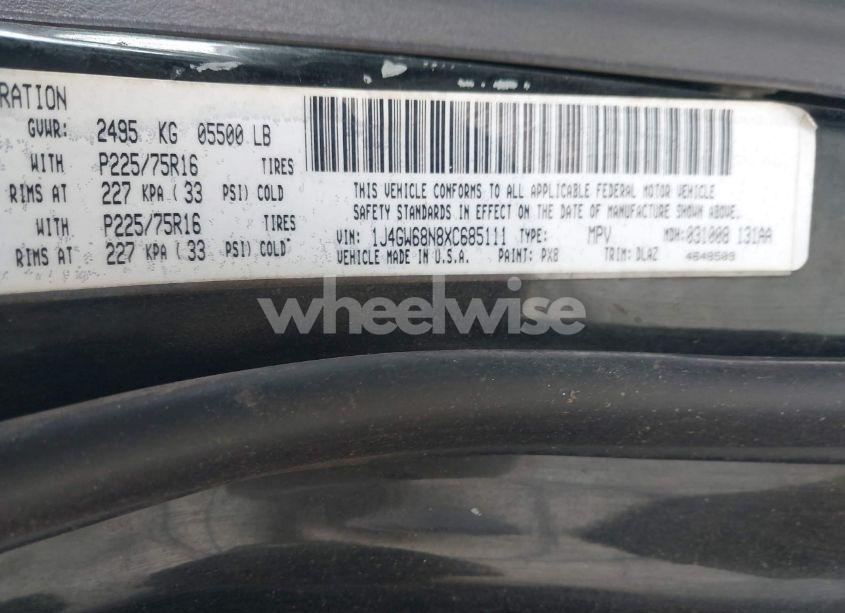 RATION
GVWR: 2495 KG 05500 LB
WITH P225/75R16 TIRES
RIMS AT 227 KPA ( 33 PSI) COLD
WITH P225/75R16 TIRES
RIMS AT 227 KPA ( 33 PSI) COLD
THIS VEHICLE CONFORMS TO ALL APPLICABLE FEDERAL MOTOR VEHICLE
SAFETY STANDARDS IN EFFECT ON THE DATE OF MANUFACTURE SHOWN ABOVE.
VIN: 1J4GW68N8XC685111 TYPE: MPV MDH: 031008 131AA
VEHICLE MADE IN U.S.A. PAINT: PX8 TRIM: DLAZ 4648509
wheelwise